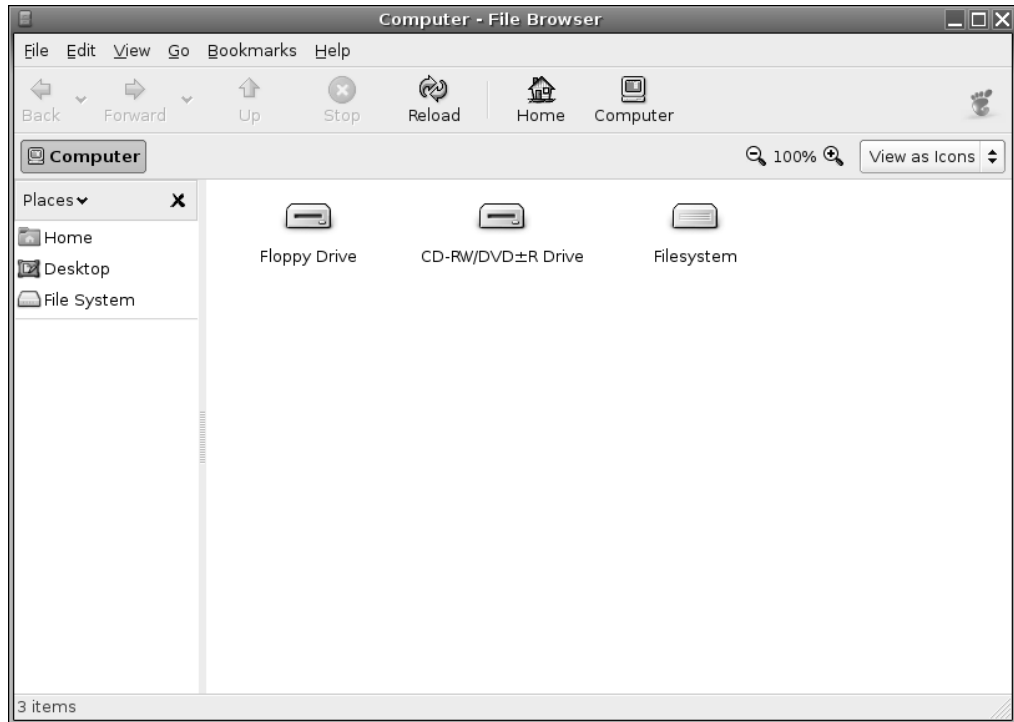 Computer - File Browser
File Edit View Go Bookmarks Help
Back Forward Up Stop Reload Home Computer
Computer 100% View as Icons
Places
Home
Desktop
File System
Floppy Drive CD-RW/DVD±R Drive Filesystem
3 items